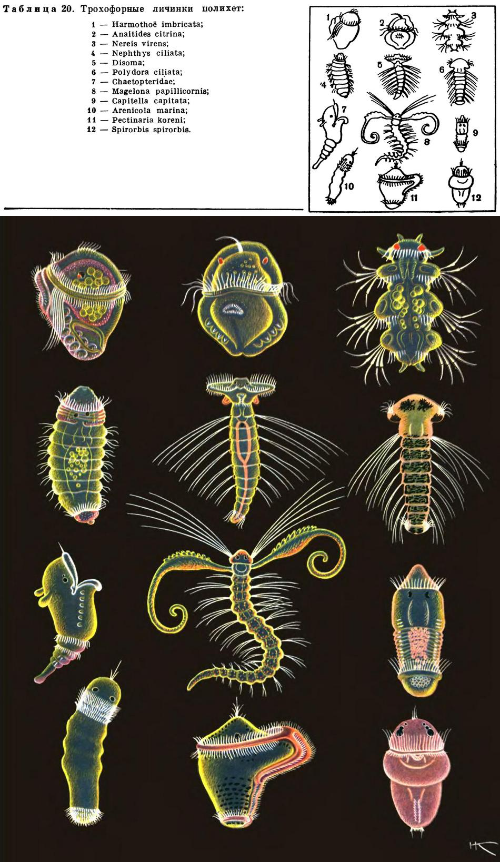 Таблица 20. Трохофорные личинки полихет:
1 — Harmothoë imbricata;
2 — Anaitides citrina;
3 — Nereis virens;
4 — Nephthys ciliata;
5 — Disoma;
6 — Polydora ciliata;
7 — Chaetopteridae;
8 — Magelona papillicornis;
9 — Capitella capitata;
10 — Arenicola marina;
11 — Pectinaria koreni;
12 — Spirorbis spirorbis.
1 2 3
4 5 6
7 8 9
10 11 12